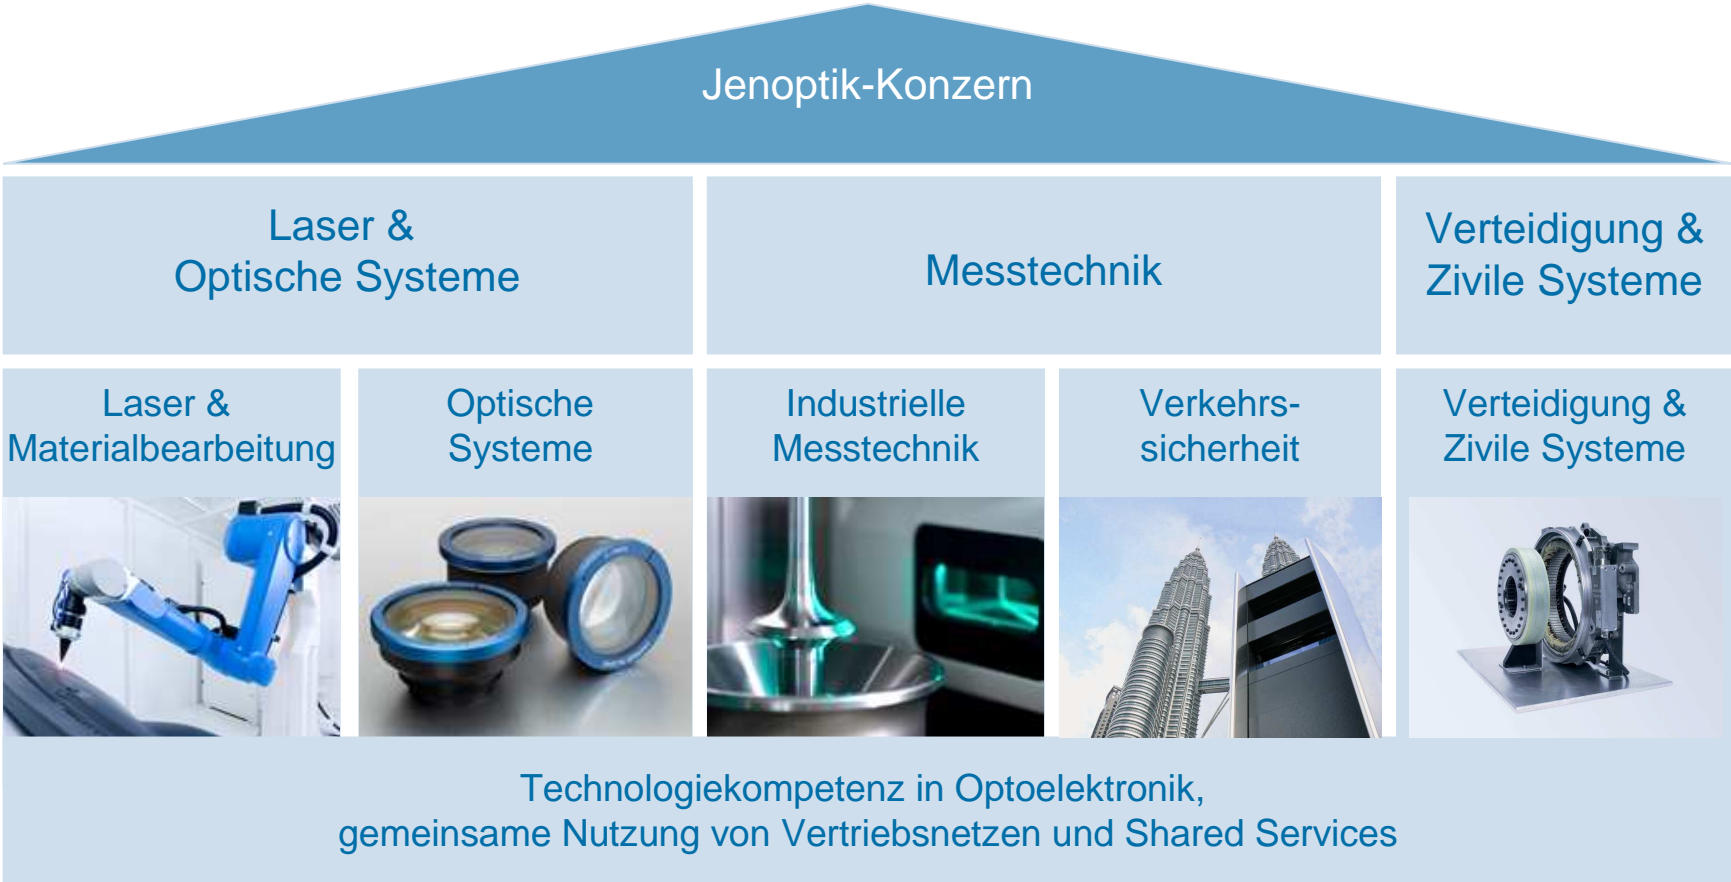 Jenoptik-Konzern
Laser &
Optische Systeme
Messtechnik
Verteidigung &
Zivile Systeme
Laser &
Materialbearbeitung
Optische
Systeme
Industrielle
Messtechnik
Verkehrs-
sicherheit
Verteidigung &
Zivile Systeme
Technologiekompetenz in Optoelektronik,
gemeinsame Nutzung von Vertriebsnetzen und Shared Services